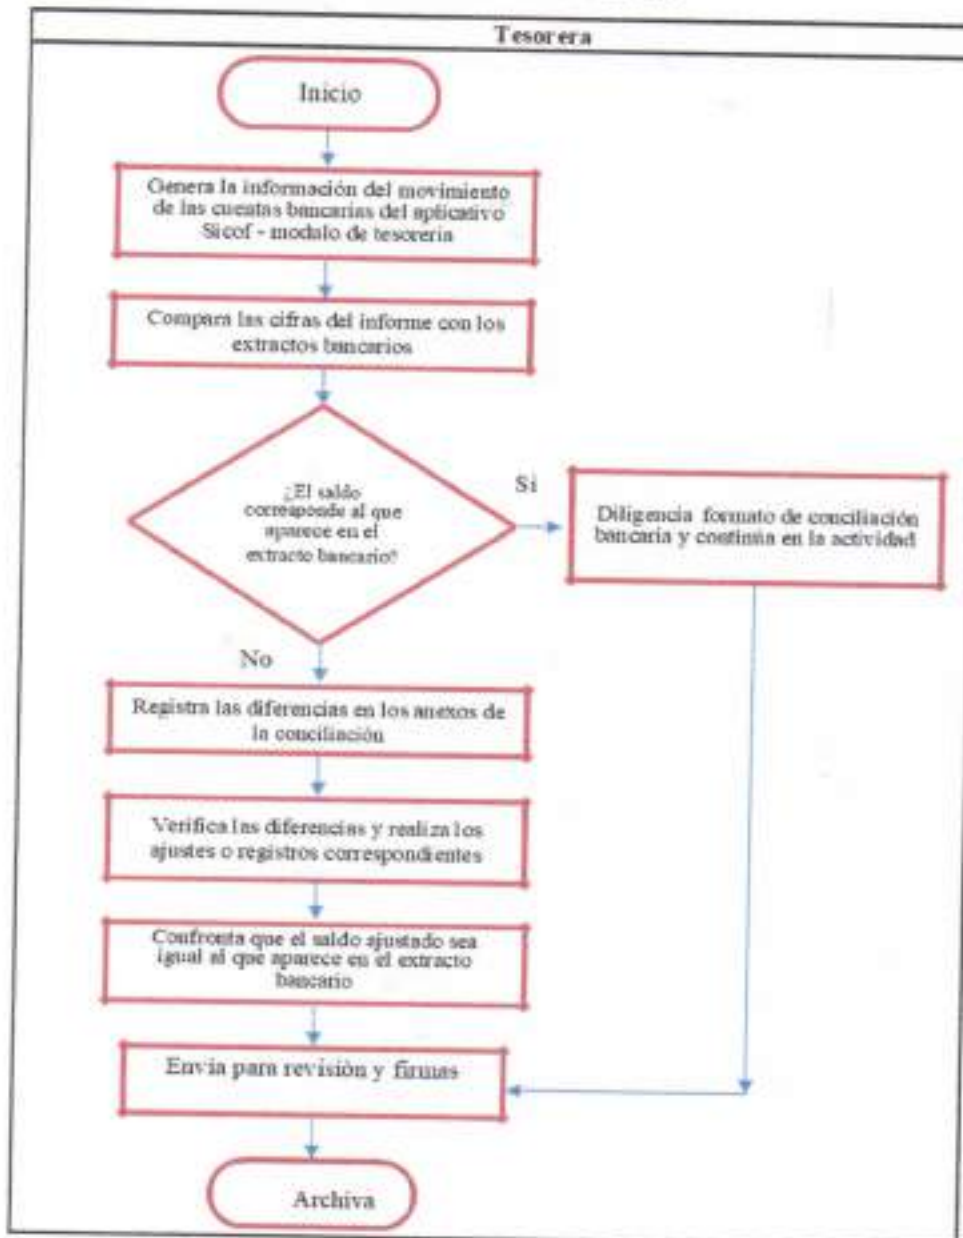 Tesorera
Inicio
Genera la información del movimiento
de las cuentas bancarias del aplicativo
Sicof - modulo de tesoreria
Compara las cifras del informe con los
extractos bancarios
¿El saldo
corresponde al que
aparece en el
extracto bancario?
Si
Diligencia formato de conciliación
bancaria y continúa en la actividad
No
Registra las diferencias en los anexos de
la conciliación
Verifica las diferencias y realiza los
ajustes o registros correspondientes
Confronta que el saldo ajustado sea
igual al que aparece en el extracto
bancario
Envía para revisión y firmas
Archiva